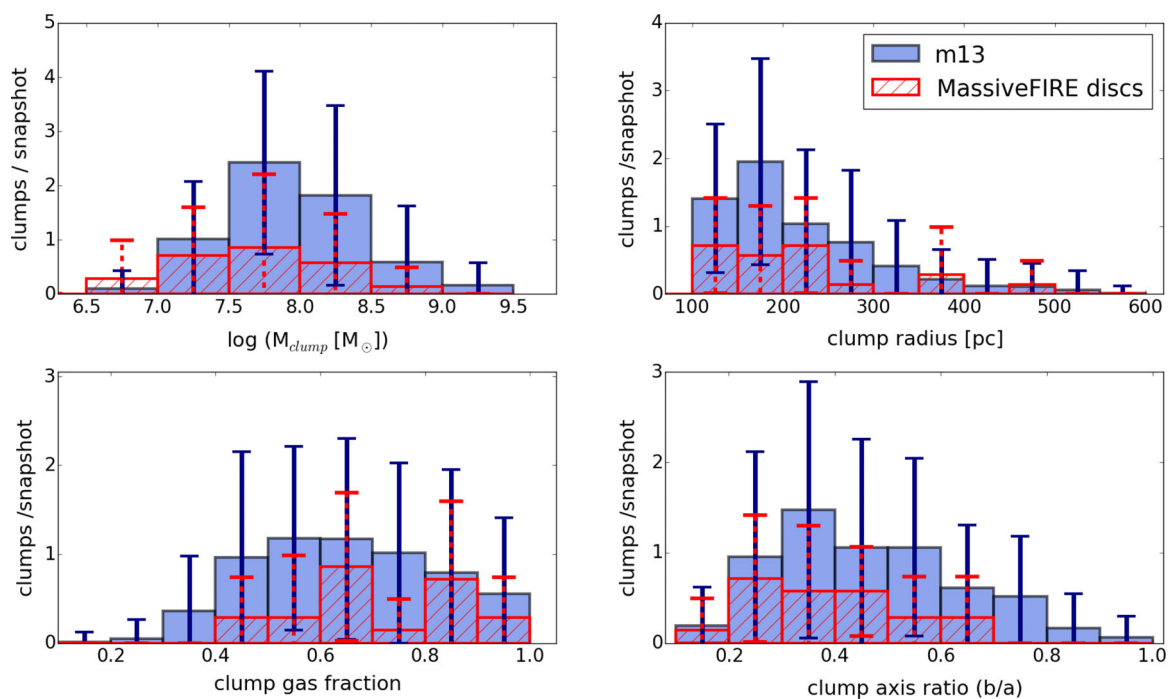 5
4
3
2
1
0
clumps / snapshot
6.5 7.0 7.5 8.0 8.5 9.0 9.5
log (M_clump [M_⊙])
4
3
2
1
0
clumps /snapshot
m13
MassiveFIRE discs
100 200 300 400 500 600
clump radius [pc]
3
2
1
0
clumps /snapshot
0.2 0.4 0.6 0.8 1.0
clump gas fraction
3
2
1
0
clumps /snapshot
0.2 0.4 0.6 0.8 1.0
clump axis ratio (b/a)